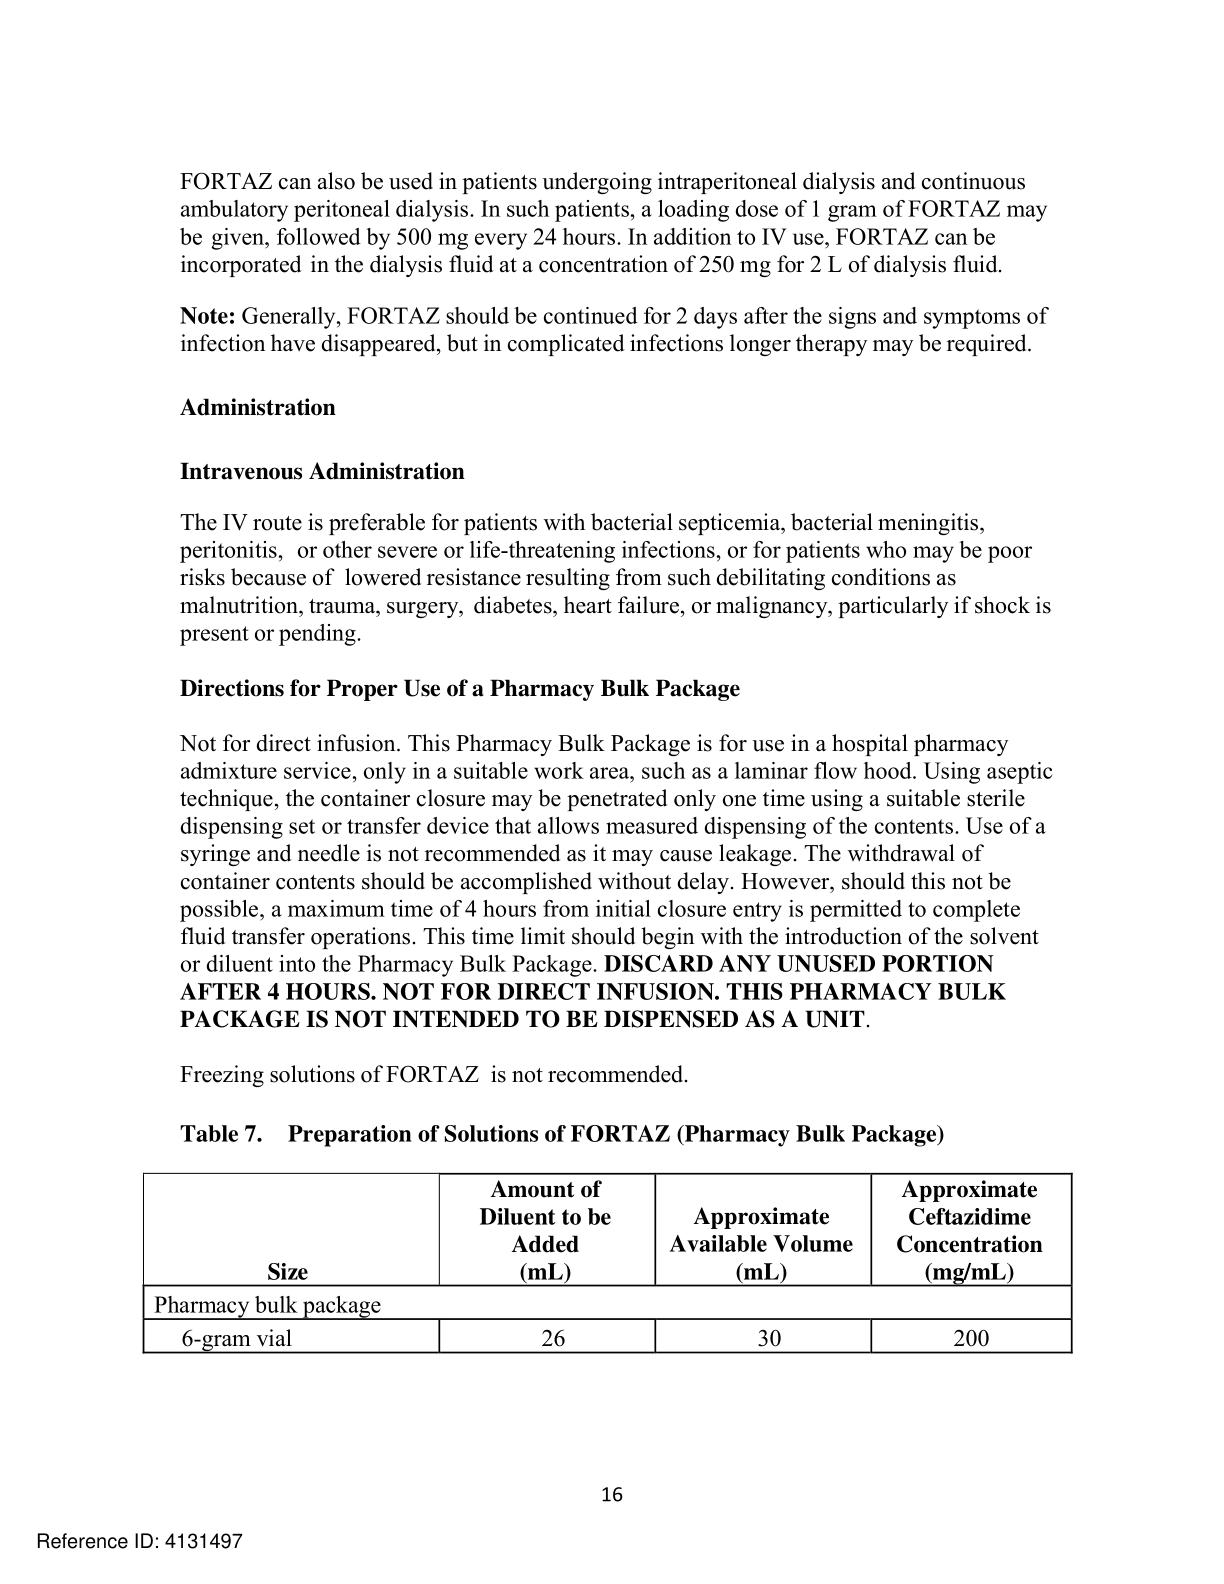 FORTAZ can also be used in patients undergoing intraperitoneal dialysis and continuous
ambulatory peritoneal dialysis. In such patients, a loading dose of 1 gram of FORTAZ may
be given, followed by 500 mg every 24 hours. In addition to IV use, FORTAZ can be
incorporated in the dialysis fluid at a concentration of 250 mg for 2 L of dialysis fluid.
Note: Generally, FORTAZ should be continued for 2 days after the signs and symptoms of
infection have disappeared, but in complicated infections longer therapy may be required.
Administration
Intravenous Administration
The IV route is preferable for patients with bacterial septicemia, bacterial meningitis,
peritonitis, or other severe or life-threatening infections, or for patients who may be poor
risks because of lowered resistance resulting from such debilitating conditions as
malnutrition, trauma, surgery, diabetes, heart failure, or malignancy, particularly if shock is
present or pending.
Directions for Proper Use of a Pharmacy Bulk Package
Not for direct infusion. This Pharmacy Bulk Package is for use in a hospital pharmacy
admixture service, only in a suitable work area, such as a laminar flow hood. Using aseptic
technique, the container closure may be penetrated only one time using a suitable sterile
dispensing set or transfer device that allows measured dispensing of the contents. Use of a
syringe and needle is not recommended as it may cause leakage. The withdrawal of
container contents should be accomplished without delay. However, should this not be
possible, a maximum time of 4 hours from initial closure entry is permitted to complete
fluid transfer operations. This time limit should begin with the introduction of the solvent
or diluent into the Pharmacy Bulk Package. DISCARD ANY UNUSED PORTION
AFTER 4 HOURS. NOT FOR DIRECT INFUSION. THIS PHARMACY BULK
PACKAGE IS NOT INTENDED TO BE DISPENSED AS A UNIT.
Freezing solutions of FORTAZ is not recommended.
Table 7. Preparation of Solutions of FORTAZ (Pharmacy Bulk Package)
Size
Amount of
Diluent to be
Added
(mL)
Approximate
Available Volume
(mL)
Approximate
Ceftazidime
Concentration
(mg/mL)
Pharmacy bulk package
6-gram vial 26 30 200
16
Reference ID: 4131497